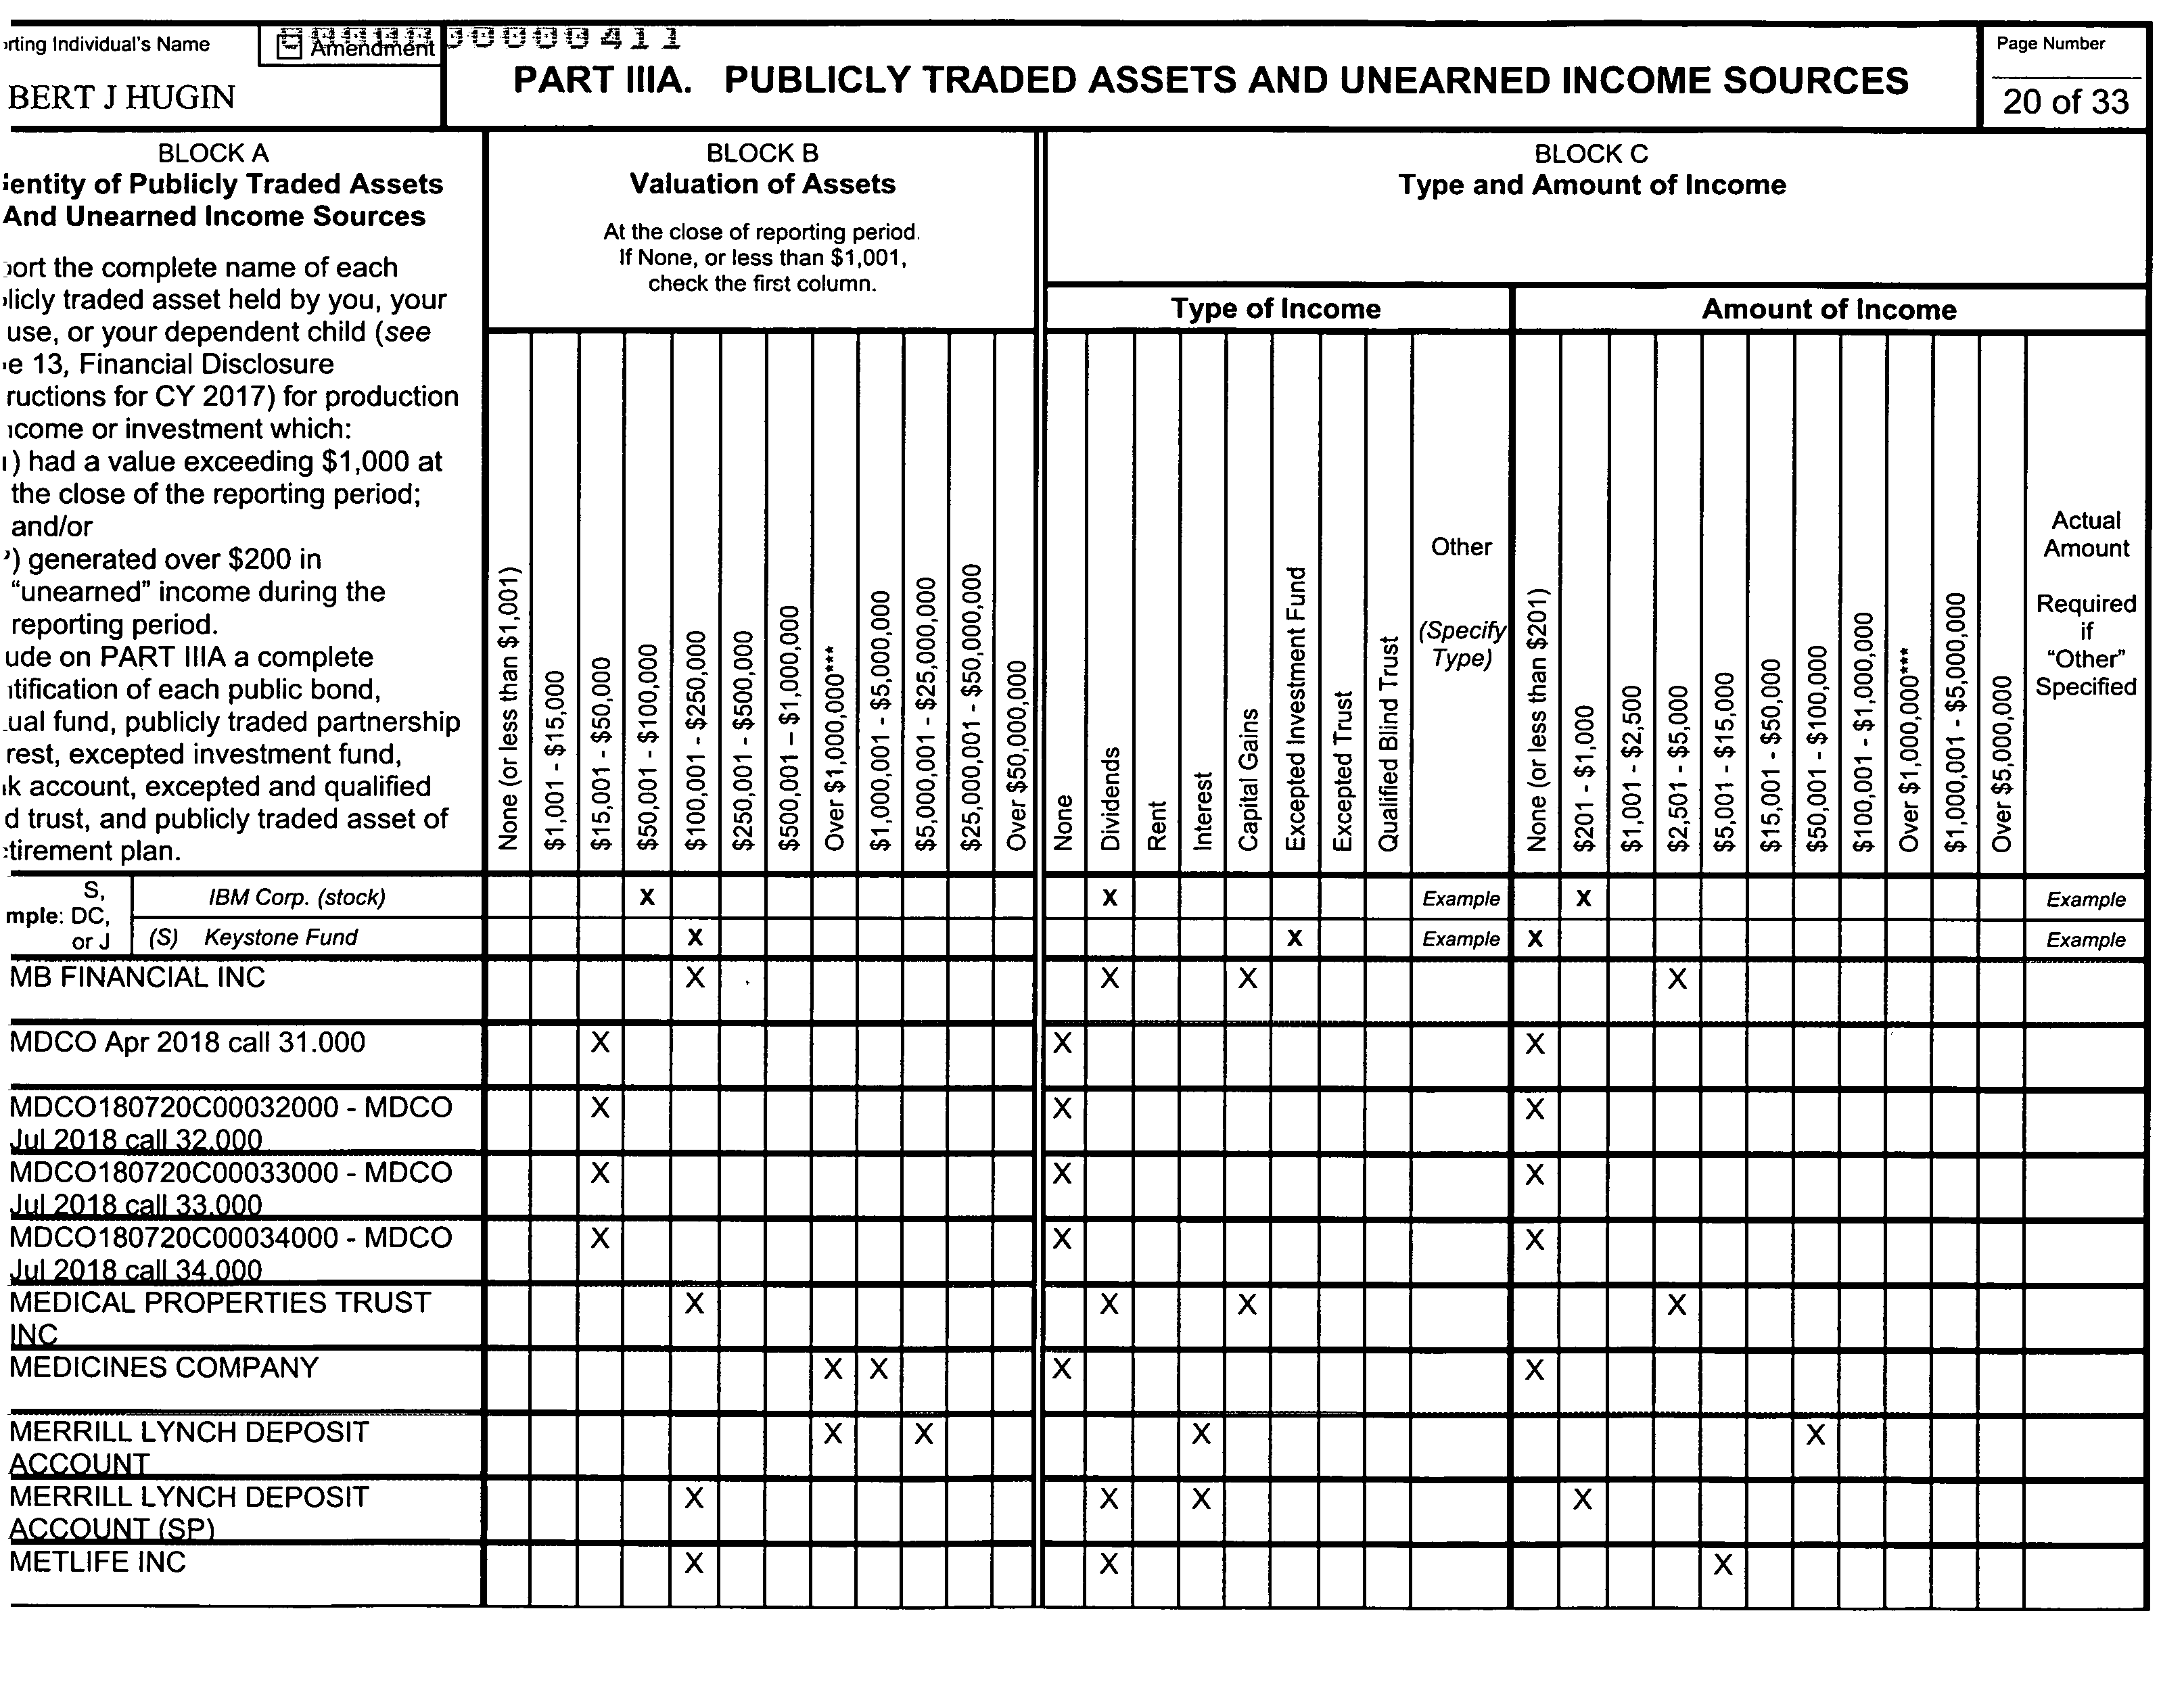 rting Individual's Name
Amendment
00000411
BERT J HUGIN
PART IIIA. PUBLICLY TRADED ASSETS AND UNEARNED INCOME SOURCES
Page Number
20 of 33
BLOCK A
entity of Publicly Traded Assets
And Unearned Income Sources
ort the complete name of each
licly traded asset held by you, your
use, or your dependent child (see
e 13, Financial Disclosure
ructions for CY 2017) for production
come or investment which:
) had a value exceeding $1,000 at
the close of the reporting period;
and/or
) generated over $200 in
“unearned” income during the
reporting period.
ude on PART IIIA a complete
tification of each public bond,
ual fund, publicly traded partnership
rest, excepted investment fund,
k account, excepted and qualified
d trust, and publicly traded asset of
tirement plan.
BLOCK B
Valuation of Assets
At the close of reporting period.
If None, or less than $1,001,
check the first column.
BLOCK C
Type and Amount of Income
Type of Income
Amount of Income
None (or less than $1,001)
$1,001 - $15,000
$15,001 - $50,000
$50,001 - $100,000
$100,001 - $250,000
$250,001 - $500,000
$500,001 – $1,000,000
Over $1,000,000***
$1,000,001 - $5,000,000
$5,000,001 - $25,000,000
$25,000,001 - $50,000,000
Over $50,000,000
None
Dividends
Rent
Interest
Capital Gains
Excepted Investment Fund
Excepted Trust
Qualified Blind Trust
Other
(Specify
Type)
None (or less than $201)
$201 - $1,000
$1,001 - $2,500
$2,501 - $5,000
$5,001 - $15,000
$15,001 - $50,000
$50,001 - $100,000
$100,001 - $1,000,000
Over $1,000,000***
$1,000,001 - $5,000,000
Over $5,000,000
Actual
Amount
Required
if
“Other”
Specified
mple: S,
DC,
or J
IBM Corp. (stock) X X Example X Example
(S) Keystone Fund X X Example X Example
MB FINANCIAL INC X X X X
MDCO Apr 2018 call 31.000 X X X
MDCO180720C00032000 - MDCO X X X
Jul 2018 call 32.000
MDCO180720C00033000 - MDCO X X X
Jul 2018 call 33.000
MDCO180720C00034000 - MDCO X X X
Jul 2018 call 34.000
MEDICAL PROPERTIES TRUST X X X X
INC
MEDICINES COMPANY X X X X
MERRILL LYNCH DEPOSIT X X X X
ACCOUNT
MERRILL LYNCH DEPOSIT X X X X
ACCOUNT (SP)
METLIFE INC X X X